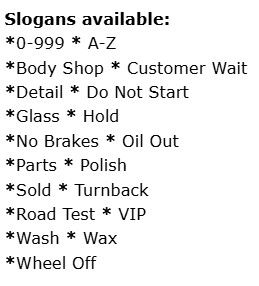 Slogans available:
*0-999 * A-Z
*Body Shop * Customer Wait
*Detail * Do Not Start
*Glass * Hold
*No Brakes * Oil Out
*Parts * Polish
*Sold * Turnback
*Road Test * VIP
*Wash * Wax
*Wheel Off